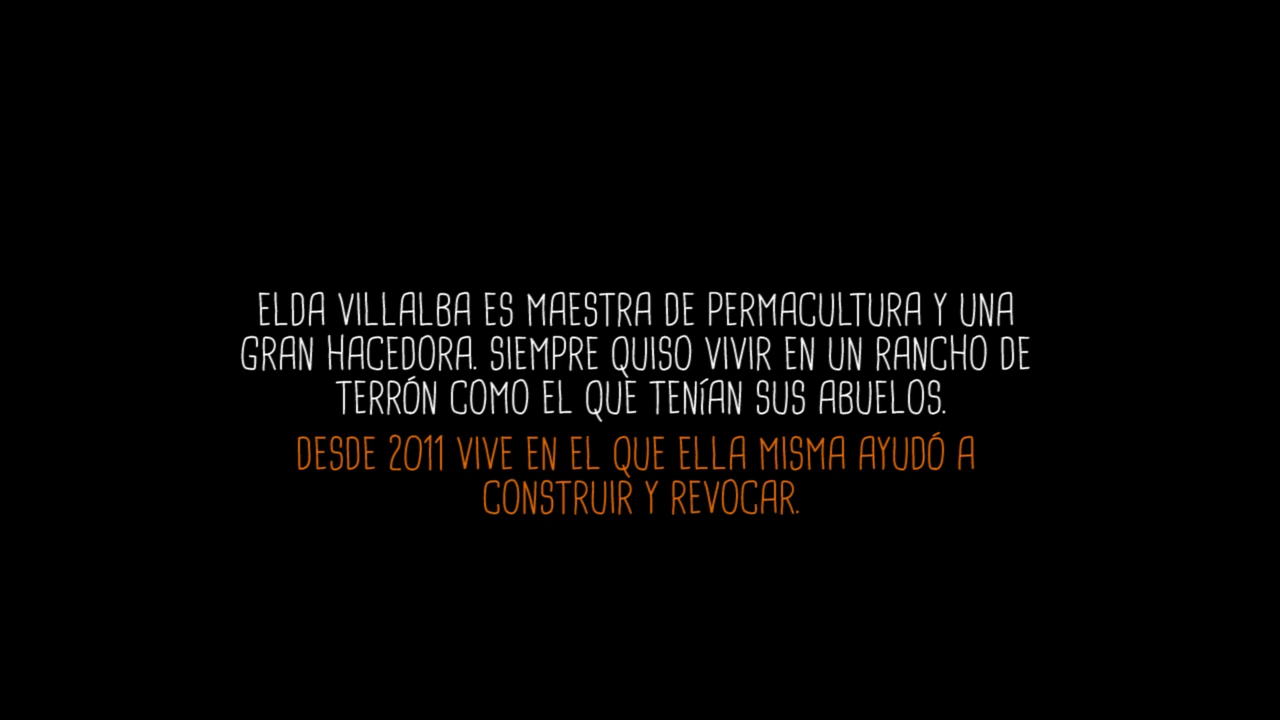 ELDA VILLALBA ES MAESTRA DE PERMACULTURA Y UNA
GRAN HACEDORA. SIEMPRE QUISO VIVIR EN UN RANCHO DE
TERRÓN COMO EL QUE TENÍAN SUS ABUELOS.
DESDE 2011 VIVE EN EL QUE ELLA MISMA AYUDÓ A
CONSTRUIR Y REVOCAR.